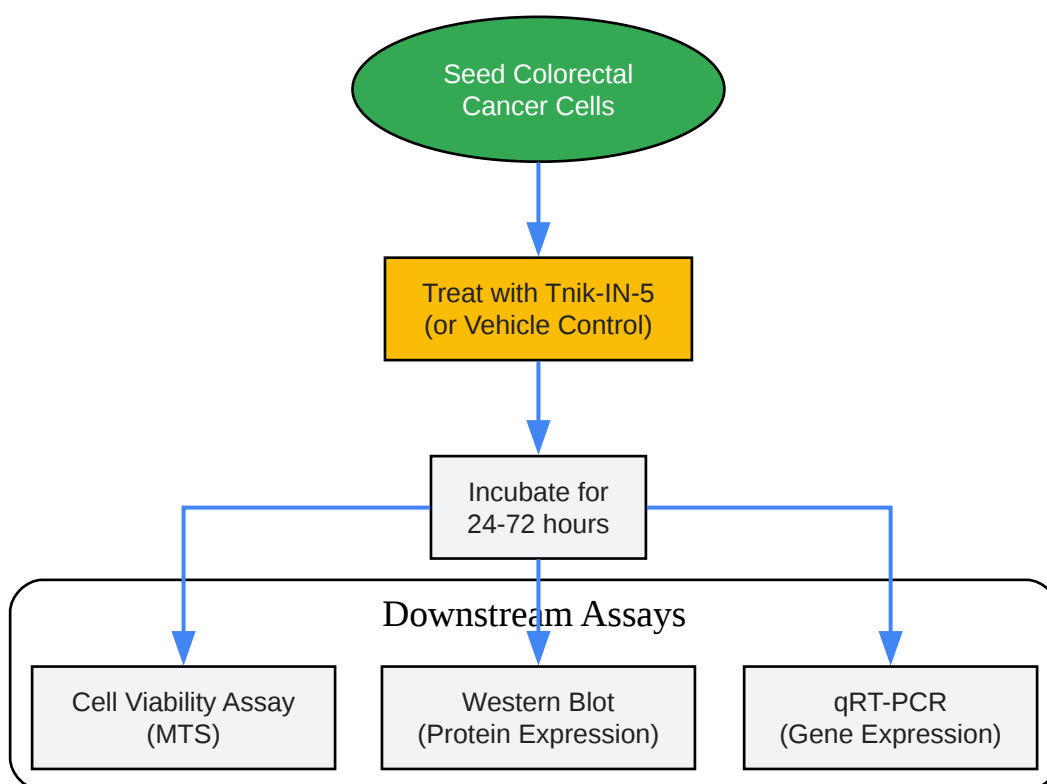 Seed Colorectal
Cancer Cells
Treat with Tnik-IN-5
(or Vehicle Control)
Incubate for
24-72 hours
Downstream Assays
Cell Viability Assay
(MTS)
Western Blot
(Protein Expression)
qRT-PCR
(Gene Expression)